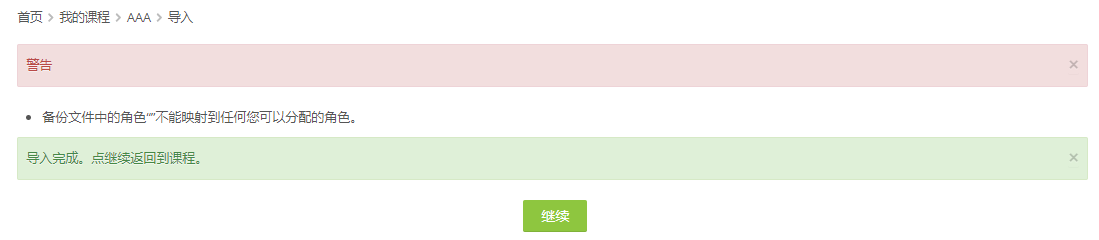 首页 > 我的课程 > AAA > 导入
警告 ×
备份文件中的角色“”不能映射到任何您可以分配的角色。
导入完成。点继续返回到课程。 ×
继续